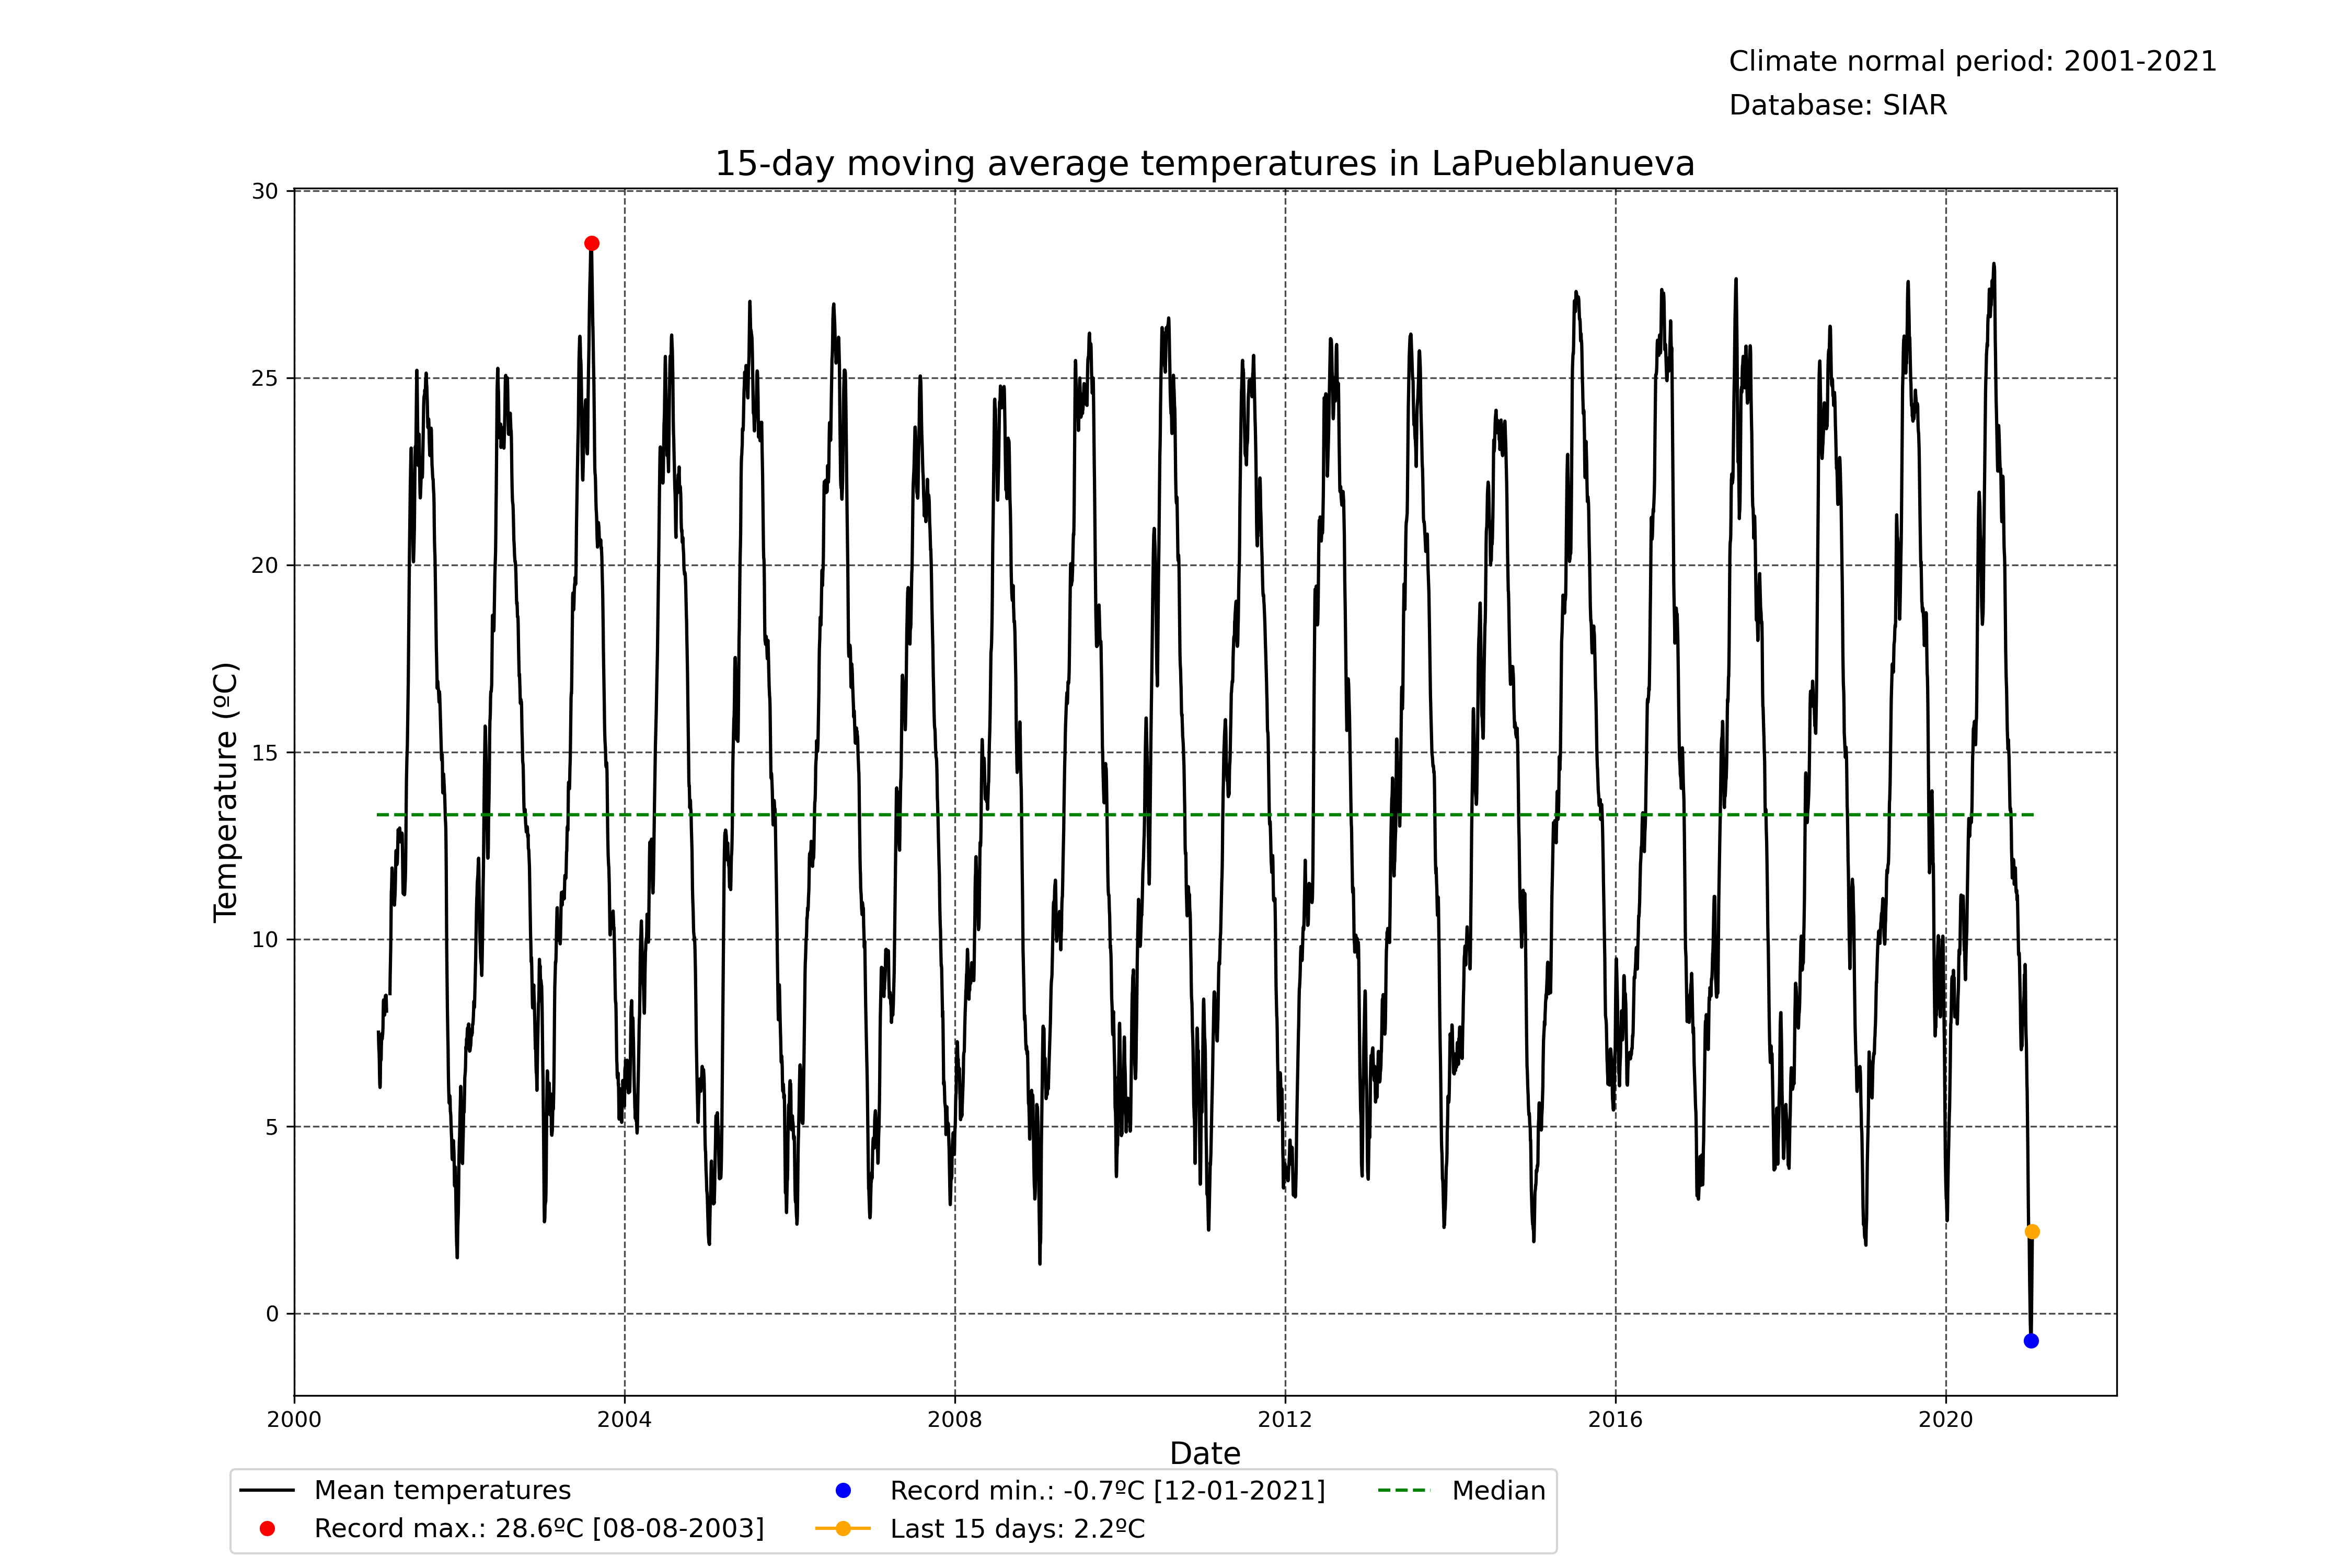 Climate normal period: 2001-2021
Database: SIAR
15-day moving average temperatures in LaPueblanueva
30
25
20
15
10
5
0
Temperature (ºC)
2000 2004 2008 2012 2016 2020
Date
Mean temperatures
Record max.: 28.6ºC [08-08-2003]
Record min.: -0.7ºC [12-01-2021]
Last 15 days: 2.2ºC
Median